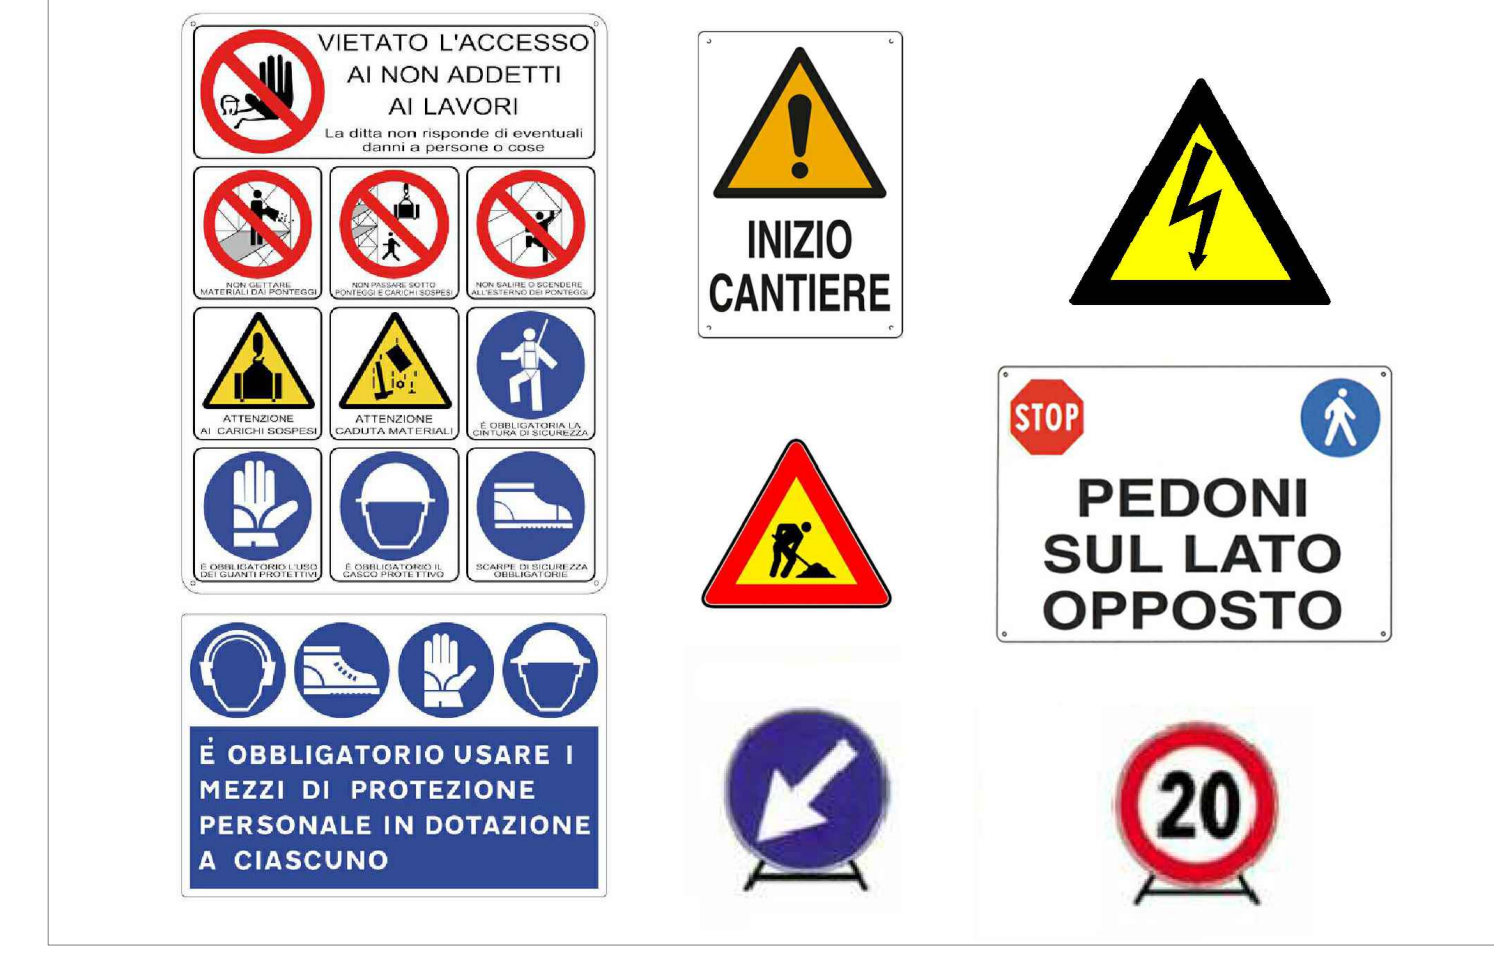 VIETATO L'ACCESSO
AI NON ADDETTI
AI LAVORI
La ditta non risponde di eventuali
danni a persone o cose
NON GETTARE
MATERIALI DAI PONTEGGI
NON PASSARE SOTTO
PONTEGGI E CARICHI SOSPESI
NON SALIRE O SCENDERE
ALL'ESTERNO DEI PONTEGGI
ATTENZIONE
AI CARICHI SOSPESI
ATTENZIONE
CADUTA MATERIALI
É OBBLIGATORIA LA
CINTURA DI SICUREZZA
É OBBLIGATORIO L'USO
DEI GUANTI PROTETTIVI
É OBBLIGATORIO IL
CASCO PROTETTIVO
SCARPE DI SICUREZZA
OBBLIGATORIE
É OBBLIGATORIO USARE I
MEZZI DI PROTEZIONE
PERSONALE IN DOTAZIONE
A CIASCUNO
INIZIO
CANTIERE
STOP
PEDONI
SUL LATO
OPPOSTO
20